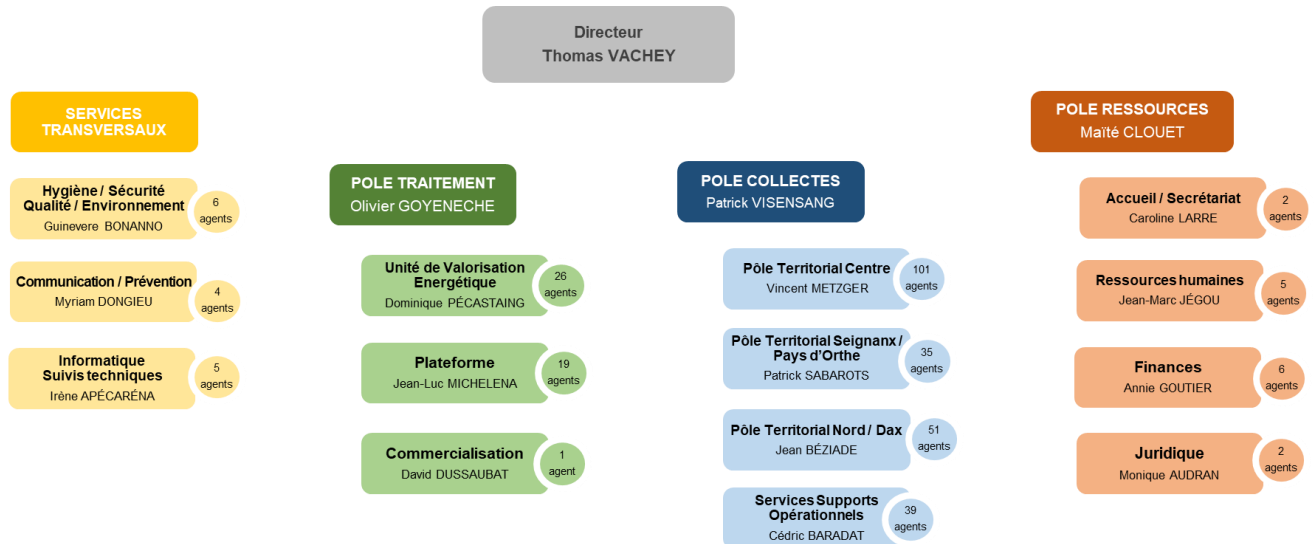 Directeur
Thomas VACHEY
SERVICES
TRANSVERSAUX
Hygiène / Sécurité
Qualité / Environnement
Guinevere BONANNO
6
agents
Communication / Prévention
Myriam DONGIEU
4
agents
Informatique
Suivis techniques
Irène APÉCARÉNA
5
agents
POLE TRAITEMENT
Olivier GOYENECHE
Unité de Valorisation
Energétique
Dominique PÉCASTAING
26
agents
Plateforme
Jean-Luc MICHELENA
19
agents
Commercialisation
David DUSSAUBAT
1
agent
POLE COLLECTES
Patrick VISENSANG
Pôle Territorial Centre
Vincent METZGER
101
agents
Pôle Territorial Seignanx /
Pays d'Orthe
Patrick SABAROTS
35
agents
Pôle Territorial Nord / Dax
Jean BÉZIADE
51
agents
Services Supports
Opérationnels
Cédric BARADAT
39
agents
POLE RESSOURCES
Maïté CLOUET
Accueil / Secrétariat
Caroline LARRE
2
agents
Ressources humaines
Jean-Marc JÉGOU
5
agents
Finances
Annie GOUTIER
6
agents
Juridique
Monique AUDRAN
2
agents